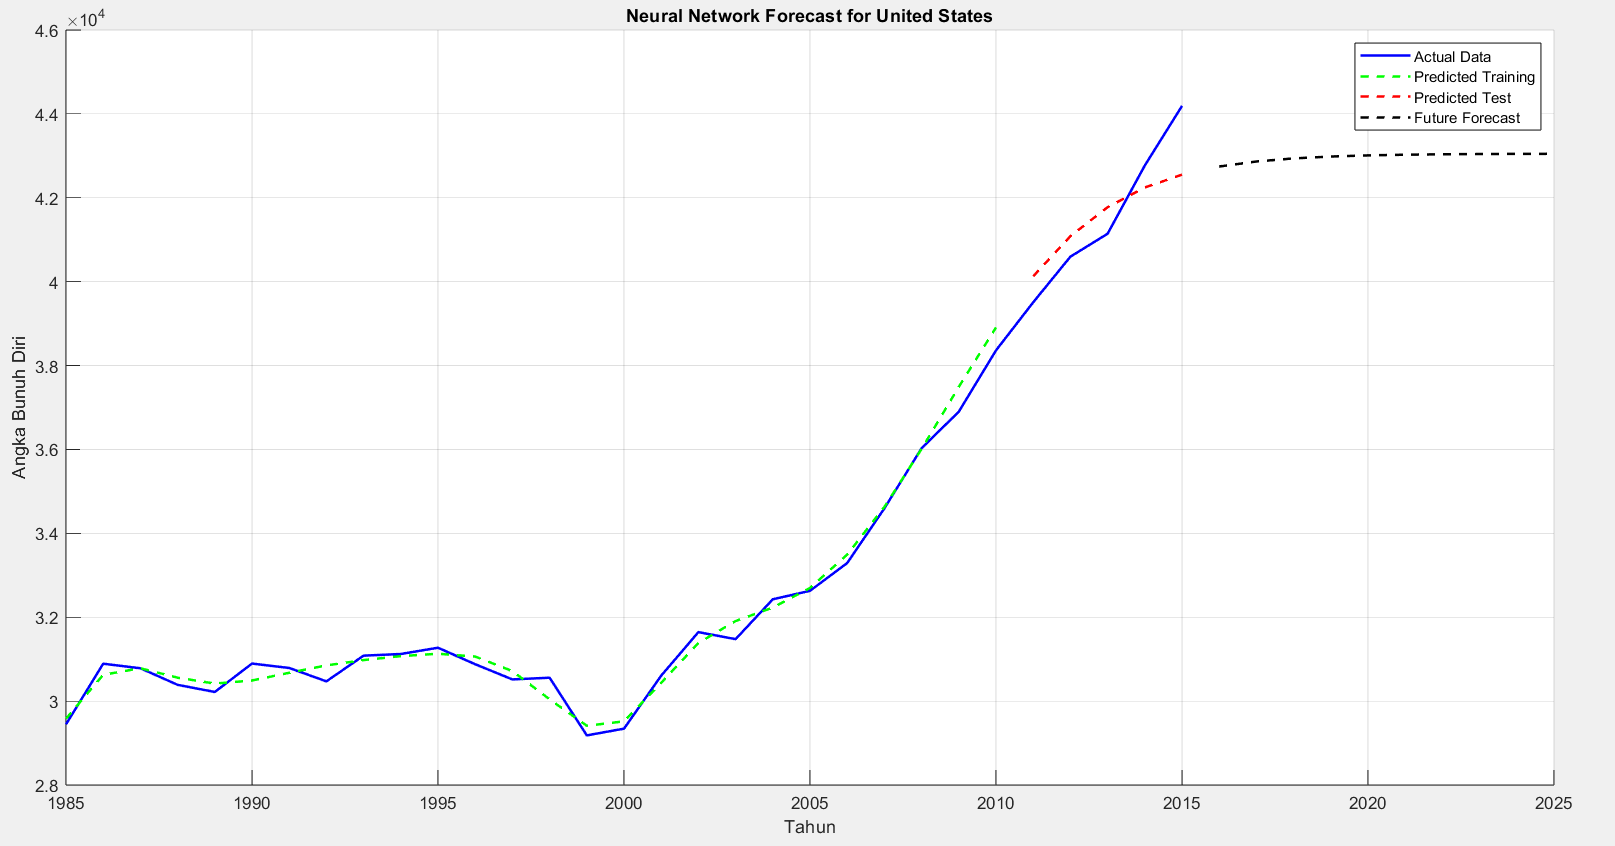 Neural Network Forecast for United States
×10^4
4.6
4.4
4.2
4
3.8
3.6
3.4
3.2
3
2.8
Angka Bunuh Diri
1985 1990 1995 2000 2005 2010 2015 2020 2025
Tahun
Actual Data
Predicted Training
Predicted Test
Future Forecast